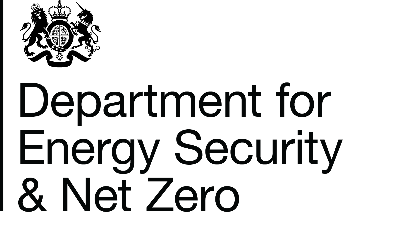 Department for
Energy Security
& Net Zero